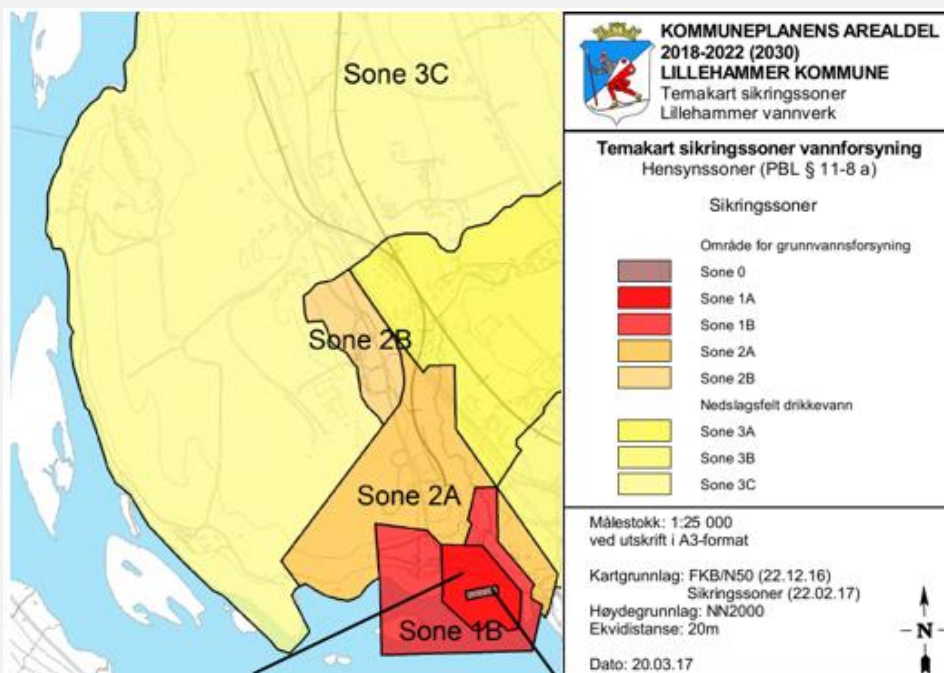 Sone 3C
Sone 2B
Sone 2A
Sone 1B
KOMMUNEPLANENS AREALDEL
2018-2022 (2030)
LILLEHAMMER KOMMUNE
Temakart sikringssoner
Lillehammer vannverk
Temakart sikringssoner vannforsyning
Hensynssoner (PBL § 11-8 a)
Sikringssoner
Område for grunnvannsforsyning
Sone 0
Sone 1A
Sone 1B
Sone 2A
Sone 2B
Nedslagsfelt drikkevann
Sone 3A
Sone 3B
Sone 3C
Målestokk: 1:25 000
ved utskrift i A3-format
Kartgrunnlag: FKB/N50 (22.12.16)
Sikringssoner (22.02.17)
Høydegrunnlag: NN2000
Ekvidistanse: 20m
Dato: 20.03.17
N